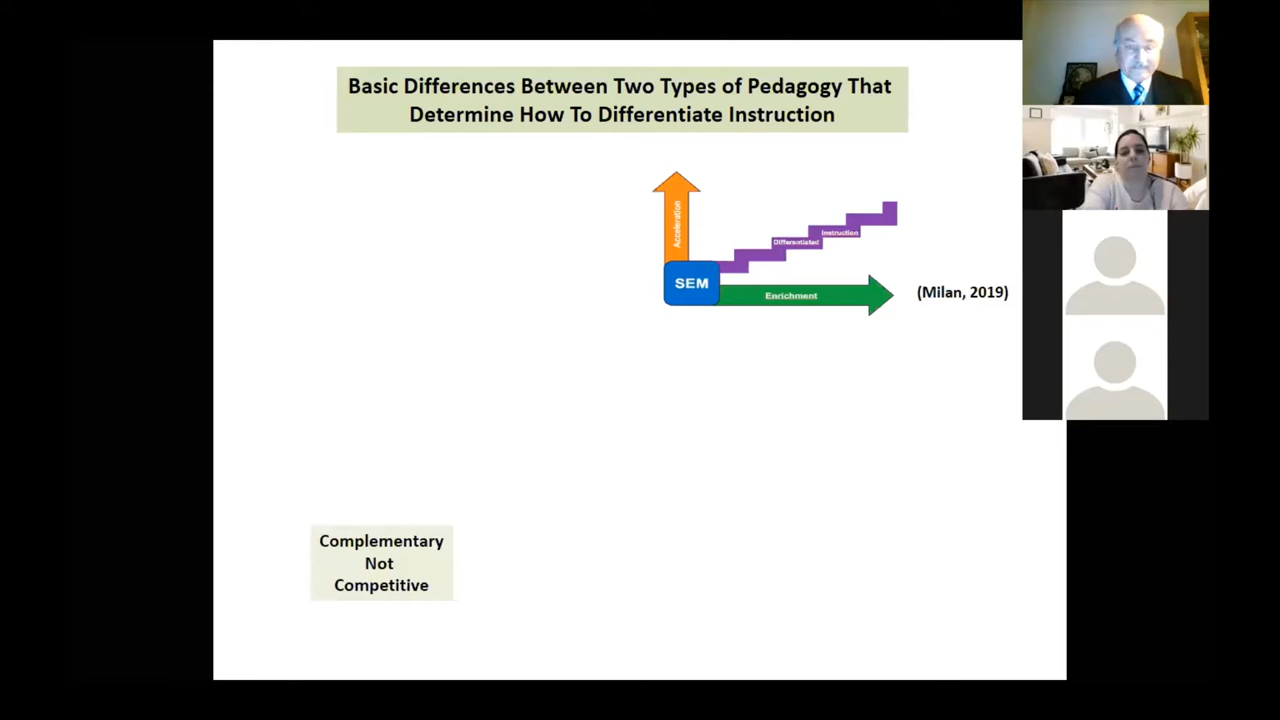 Basic Differences Between Two Types of Pedagogy That
Determine How To Differentiate Instruction
Acceleration
Differentiated
Instruction
SEM
Enrichment
(Milan, 2019)
Complementary
Not
Competitive